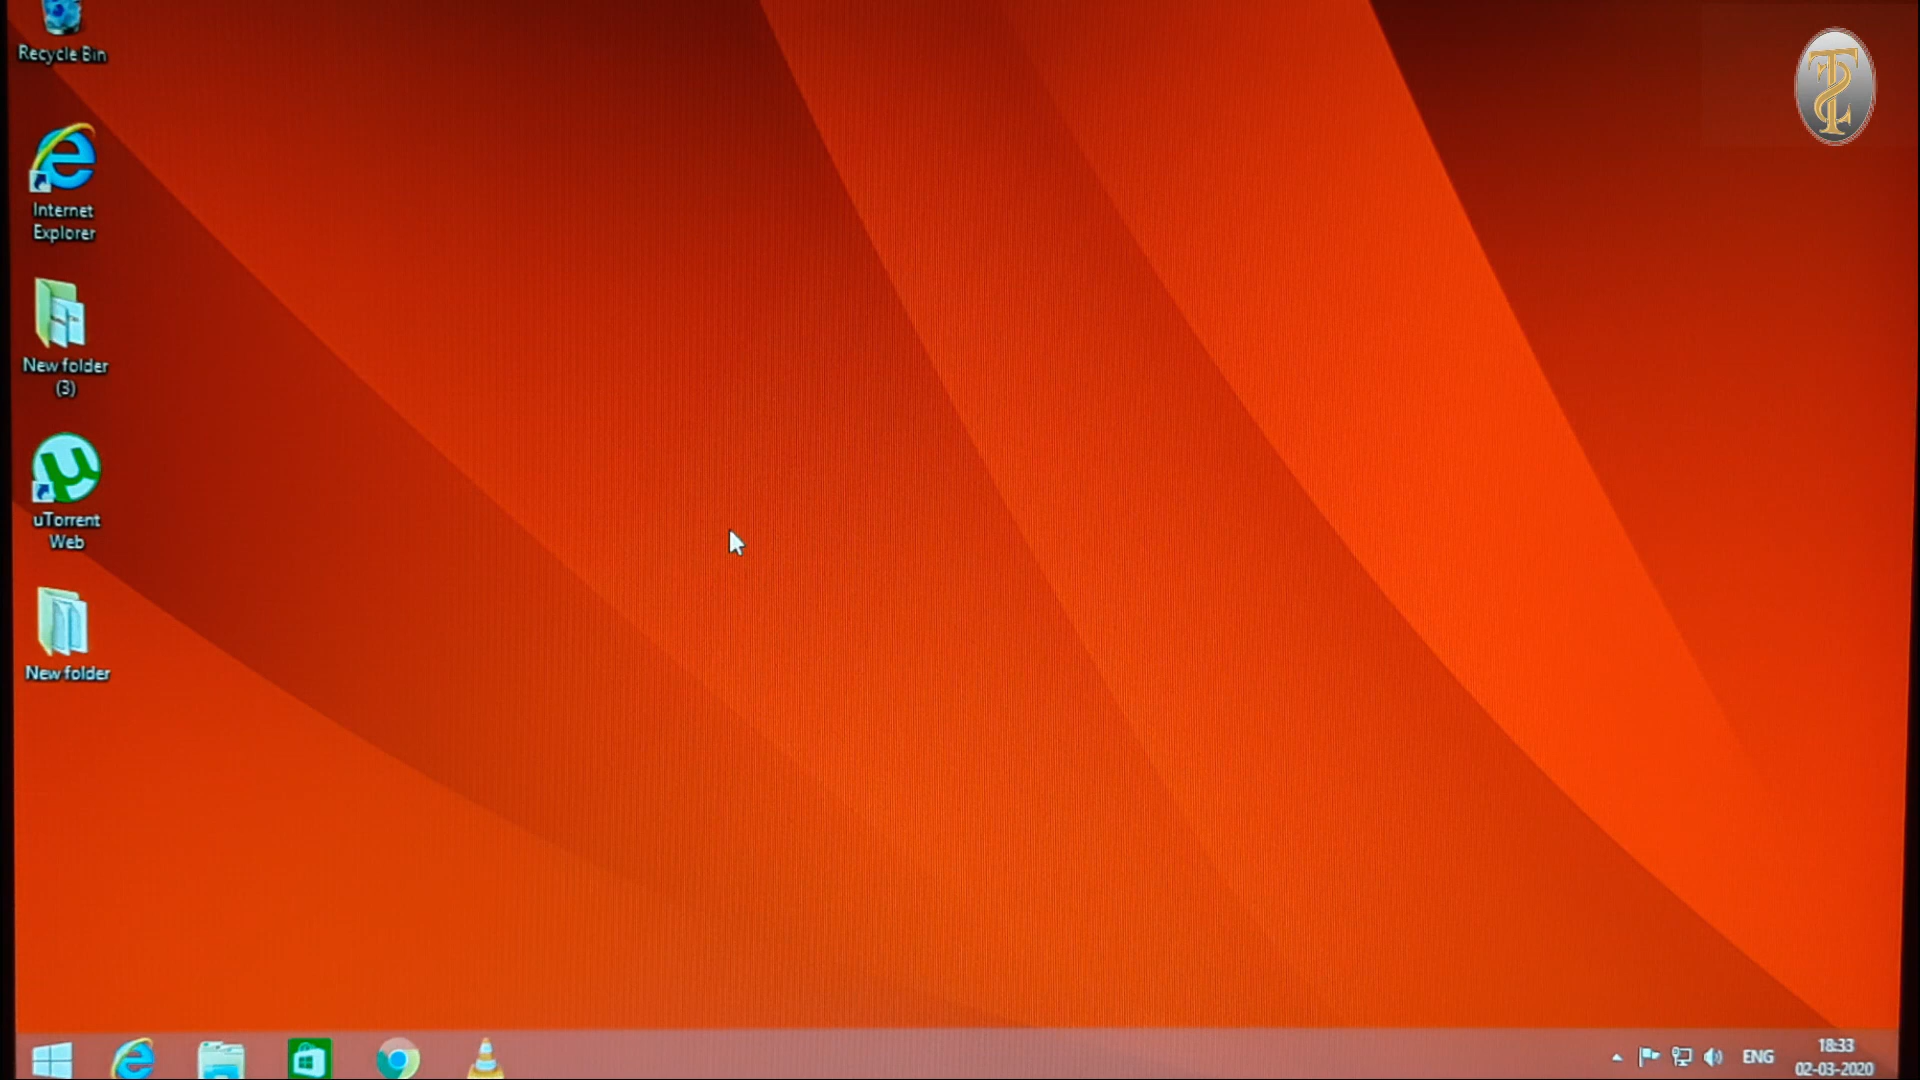 Recycle Bin
Internet
Explorer
New folder
(3)
uTorrent
Web
New folder
ENG
18:33
02-03-2020